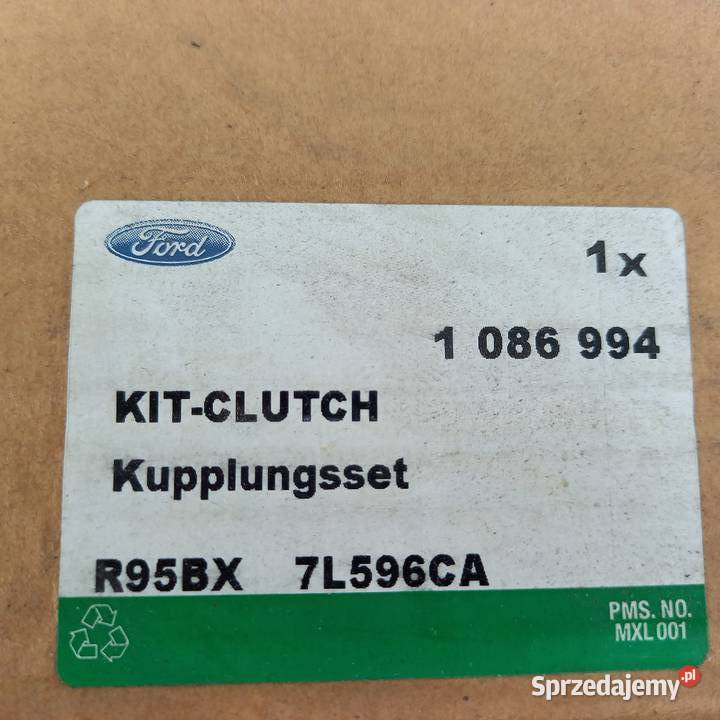 Ford
1x
1 086 994
KIT-CLUTCH
Kupplungsset
R95BX 7L596CA
PMS. NO.
MXL 001
Sprzedajemy.pl